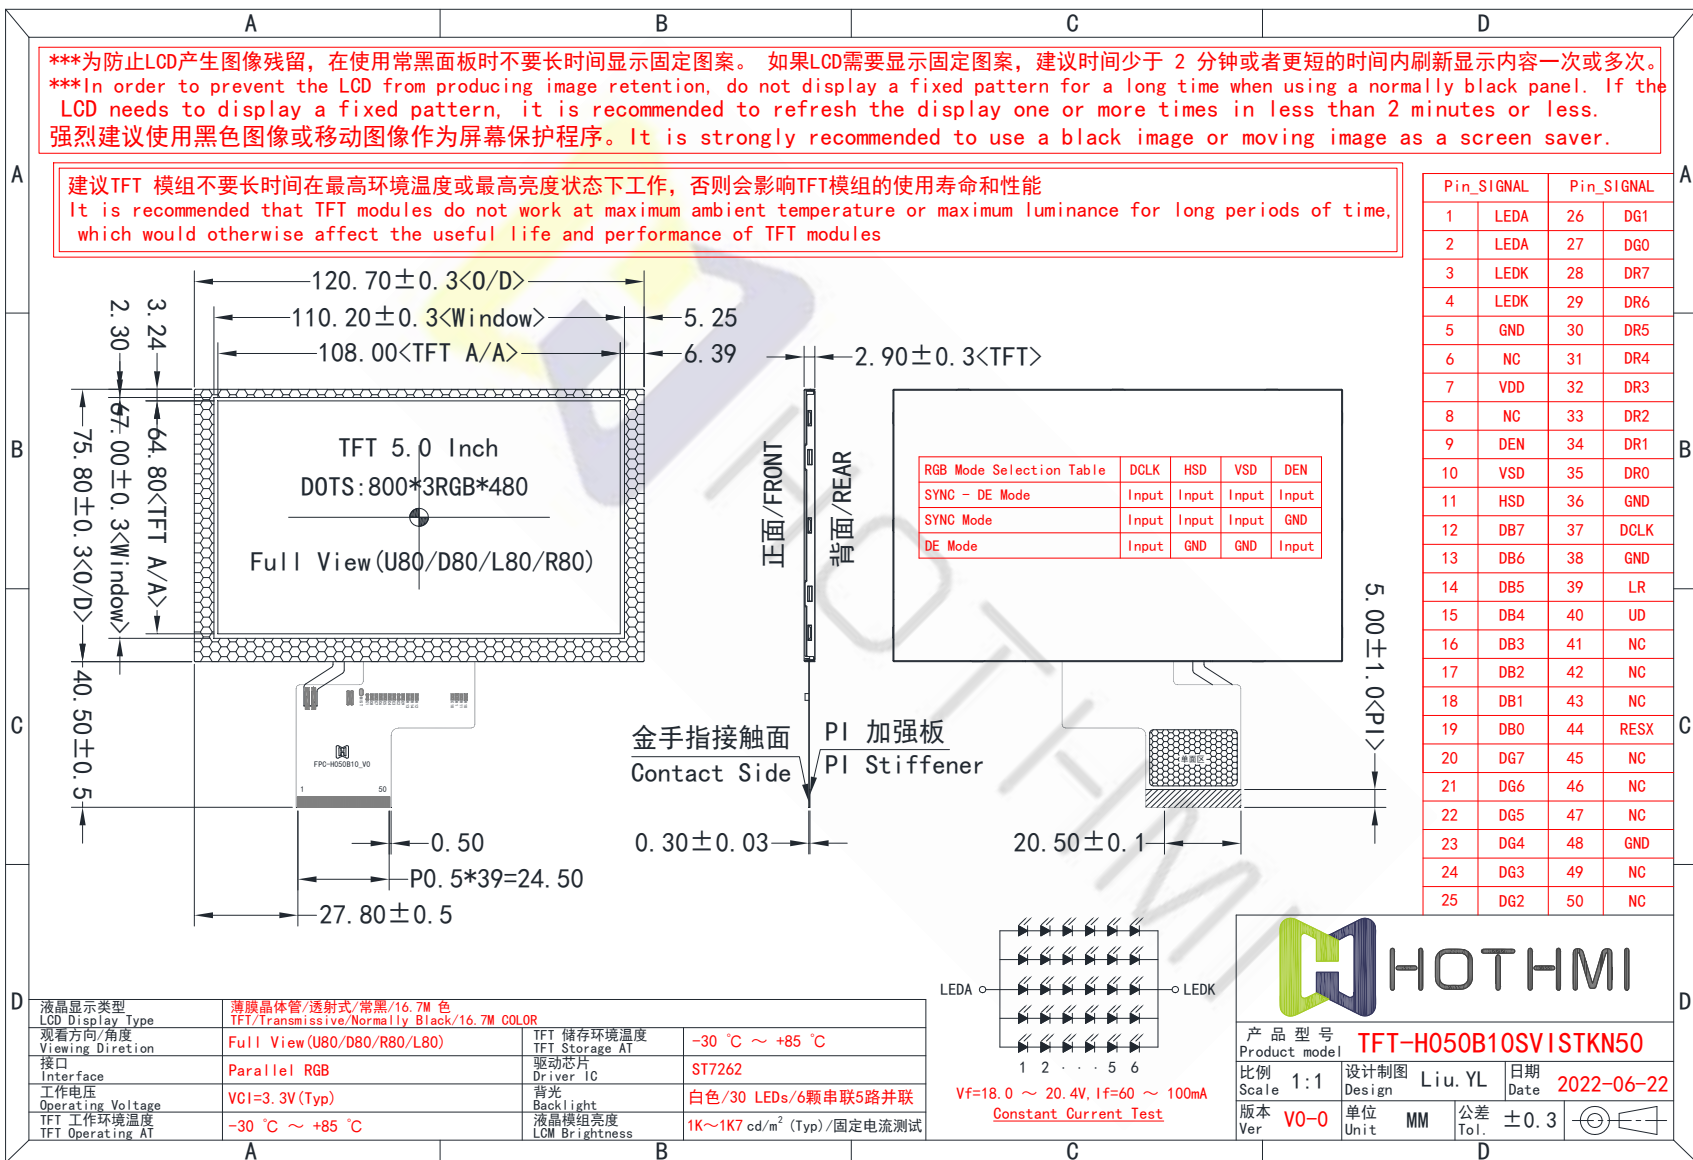 A B C D
***为防止LCD产生图像残留，在使用常黑面板时不要长时间显示固定图案。 如果LCD需要显示固定图案，建议时间少于 2 分钟或者更短的时间内刷新显示内容一次或多次。
***In order to prevent the LCD from producing image retention, do not display a fixed pattern for a long time when using a normally black panel. If the
LCD needs to display a fixed pattern, it is recommended to refresh the display one or more times in less than 2 minutes or less.
强烈建议使用黑色图像或移动图像作为屏幕保护程序。It is strongly recommended to use a black image or moving image as a screen saver.
建议TFT 模组不要长时间在最高环境温度或最高亮度状态下工作，否则会影响TFT模组的使用寿命和性能
It is recommended that TFT modules do not work at maximum ambient temperature or maximum luminance for long periods of time,
which would otherwise affect the useful life and performance of TFT modules
A A
B B
C C
D D
Pin_SIGNAL Pin_SIGNAL
1 LEDA 26 DG1
2 LEDA 27 DG0
3 LEDK 28 DR7
4 LEDK 29 DR6
5 GND 30 DR5
6 NC 31 DR4
7 VDD 32 DR3
8 NC 33 DR2
9 DEN 34 DR1
10 VSD 35 DR0
11 HSD 36 GND
12 DB7 37 DCLK
13 DB6 38 GND
14 DB5 39 LR
15 DB4 40 UD
16 DB3 41 NC
17 DB2 42 NC
18 DB1 43 NC
19 DB0 44 RESX
20 DG7 45 NC
21 DG6 46 NC
22 DG5 47 NC
23 DG4 48 GND
24 DG3 49 NC
25 DG2 50 NC
120.70±0.3<O/D>
110.20±0.3<Window>
5.25
108.00<TFT A/A>
6.39
2.30
3.24
75.80±0.3<O/D>
67.00±0.3<Window>
64.80<TFT A/A>
40.50±0.5
TFT 5.0 Inch
DOTS:800*3RGB*480
Full View(U80/D80/L80/R80)
FPC-H050B10_V0
1 50
0.50
P0.5*39=24.50
27.80±0.5
2.90±0.3<TFT>
正面/FRONT
背面/REAR
金手指接触面
Contact Side
PI 加强板
PI Stiffener
0.30±0.03
RGB Mode Selection Table DCLK HSD VSD DEN
SYNC - DE Mode Input Input Input Input
SYNC Mode Input Input Input GND
DE Mode Input GND GND Input
单面区
5.00±1.0<PI>
20.50±0.1
HOTHMI
LEDA LEDK
1 2 · · · 5 6
Vf=18.0 ～ 20.4V, If=60 ～ 100mA
Constant Current Test
液晶显示类型
LCD Display Type
薄膜晶体管/透射式/常黑/16.7M 色
TFT/Transmissive/Normally Black/16.7M COLOR
观看方向/角度
Viewing Diretion
Full View(U80/D80/R80/L80)
TFT 储存环境温度
TFT Storage AT
-30 ℃ ～ +85 ℃
接口
Interface
Parallel RGB
驱动芯片
Driver IC
ST7262
工作电压
Operating Voltage
VCI=3.3V(Typ)
背光
Backlight
白色/30 LEDs/6颗串联5路并联
TFT 工作环境温度
TFT Operating AT
-30 ℃ ～ +85 ℃
液晶模组亮度
LCM Brightness
1K～1K7 cd/m² (Typ)/固定电流测试
HOTHMI
产品型号
Product model
TFT-H050B10SVISTKN50
比例
Scale
1:1
设计制图
Design
Liu.YL
日期
Date
2022-06-22
版本
Ver
V0-0
单位
Unit
MM
公差
Tol.
±0.3
A B C D